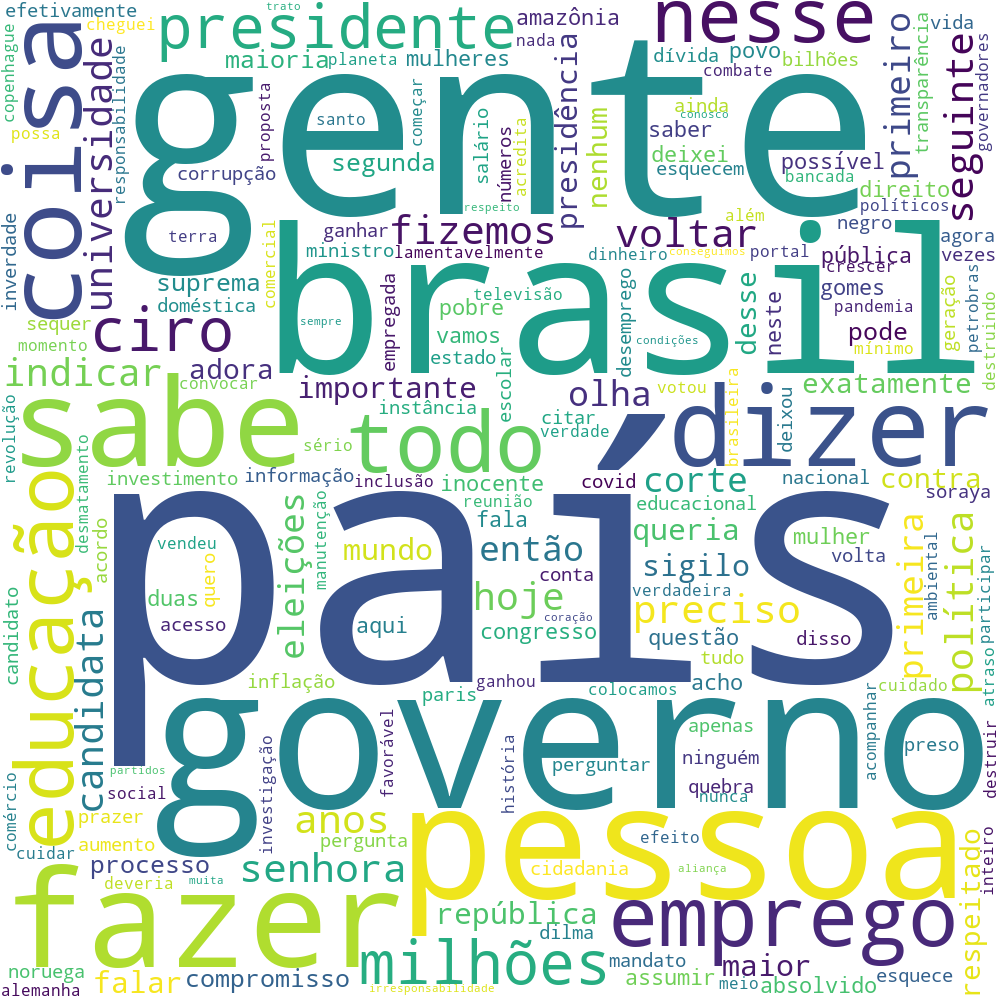 efetivamente
trato
presidente
nesse
amazônia
vida
copenhague
cheguei
coisa
universidade
responsabilidade
maioria
planeta
mulheres
nada
presidência
dívida
povo
bilhões
combate
primeiro
transparência
seguinte
governadores
gente
possa
proposta
santo
começar
números
acredita
ainda
conosco
saber
segunda
salário
nenhum
deixei
possível
corrupção
esquecem
bancada
direito
respeito
além
políticos
negro
inverdade
terra
ganhar
fizemos
voltar
portal
pública
agora
ministro
lamentavelmente
dinheiro
conseguimos
crescer
vezes
comercial
suprema
televisão
gomes
petrobras
doméstica
empregada
pobre
desemprego
desse
neste
pandemia
geração
destruindo
brasil
sequer
ciro
sempre
vamos
condições
pode
mínimo
momento
estado
escolar
indicar
adora
importante
olha
votou
exatamente
convocar
instância
citar
brasileira
deixou
revolução
sabe
sério
todo
verdade
dizer
desmatamento
investimento
informação
inclusão
inocente
covid
corte
nacional
contra
reunião
educacional
soraya
educação
acordo
eleições
manutenção
fala
queria
mulher
primeira
ambiental
política
participar
vendeu
quero
mundo
então
sigilo
volta
país
conta
verdadeira
candidato
candidata
duas
hoje
preciso
acesso
aqui
coração
congresso
questão
disso
atraso
tudo
inflação
ganhou
paris
colocamos
acho
cuidado
governo
favorável
história
apenas
acompanhar
preso
destruir
partidos
investigação
perguntar
ninguém
comércio
social
quebra
nunca
prazer
anos
pessoa
cuidar
aumento
pergunta
efeito
respeitado
inteiro
processo
senhora
cidadania
aliança
deveria
muita
fazer
república
emprego
dilma
noruega
milhões
mandato
maior
alemanha
falar
compromisso
irresponsabilidade
assumir
meio
absolvido
esquece